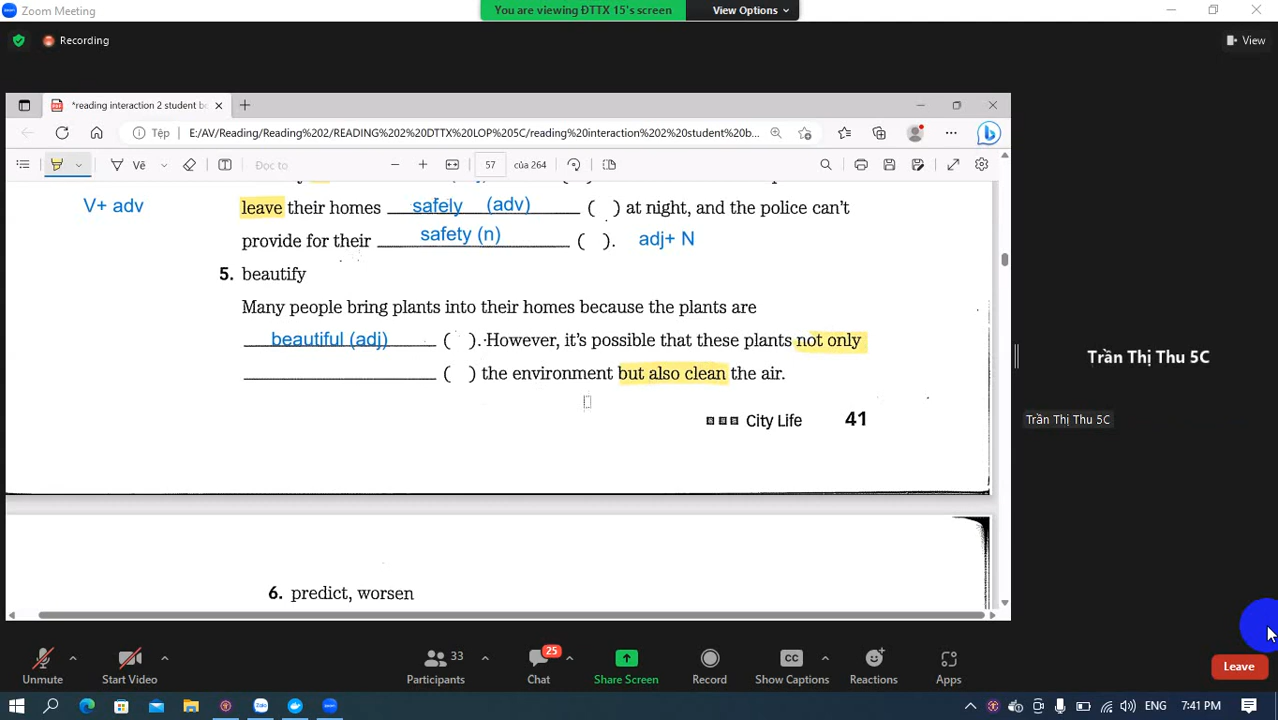 Zoom Meeting
You are viewing ĐTTX 15's screen
View Options
Recording
View
*reading interaction 2 student bo
Tệp
E:/AV/Reading/Reading%202/READING%202%20DTTX%20LOP%205C/reading%20interaction%202%20student%20b...
Vẽ
Đọc to
57
của 264
V+ adv
leave their homes safely (adv) ( ) at night, and the police can't
provide for their safety (n) ( ). adj+ N
5. beautify
Many people bring plants into their homes because the plants are
beautiful (adj) ( ). However, it's possible that these plants not only
( ) the environment but also clean the air.
City Life 41
6. predict, worsen
Trần Thị Thu 5C
Trần Thị Thu 5C
Unmute
Start Video
33
Participants
25
Chat
Share Screen
Record
CC
Show Captions
Reactions
Apps
Leave
ENG
7:41 PM